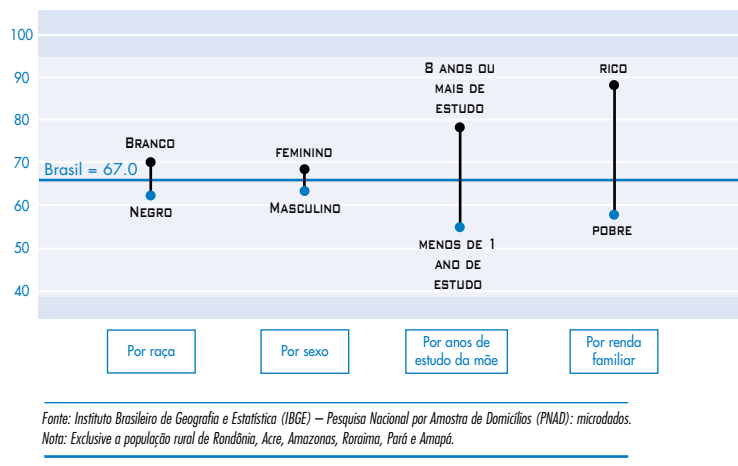 100
90
80
70
60
50
40
Brasil = 67.0
BRANCO
NEGRO
FEMININO
MASCULINO
8 ANOS OU
MAIS DE
ESTUDO
MENOS DE 1
ANO DE
ESTUDO
RICO
POBRE
Por raça
Por sexo
Por anos de
estudo da mãe
Por renda
familiar
Fonte: Instituto Brasileiro de Geografia e Estatística (IBGE) – Pesquisa Nacional por Amostra de Domicílios (PNAD): microdados.
Nota: Exclusive a população rural de Rondônia, Acre, Amazonas, Roraima, Pará e Amapá.